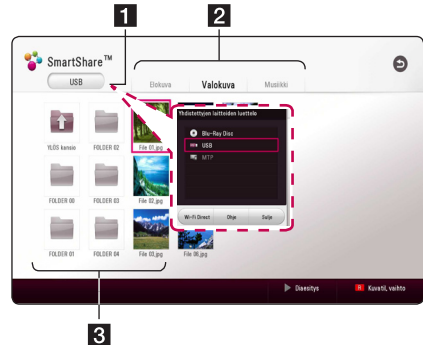 1
2
SmartShare™
USB
Elokuva
Valokuva
Musiikki
Yhdistettyjen laitteiden luettelo
Blu-Ray Disc
USB
MTP
Wi-Fi Direct
Ohje
Sulje
YLÖS kansio
FOLDER 02
File 01.jpg
FOLDER 00
FOLDER 03
File 02.jpg
FOLDER 01
FOLDER 04
File 03.jpg
File 06.jpg
Diaesitys
R Kuvatil, vaihto
3